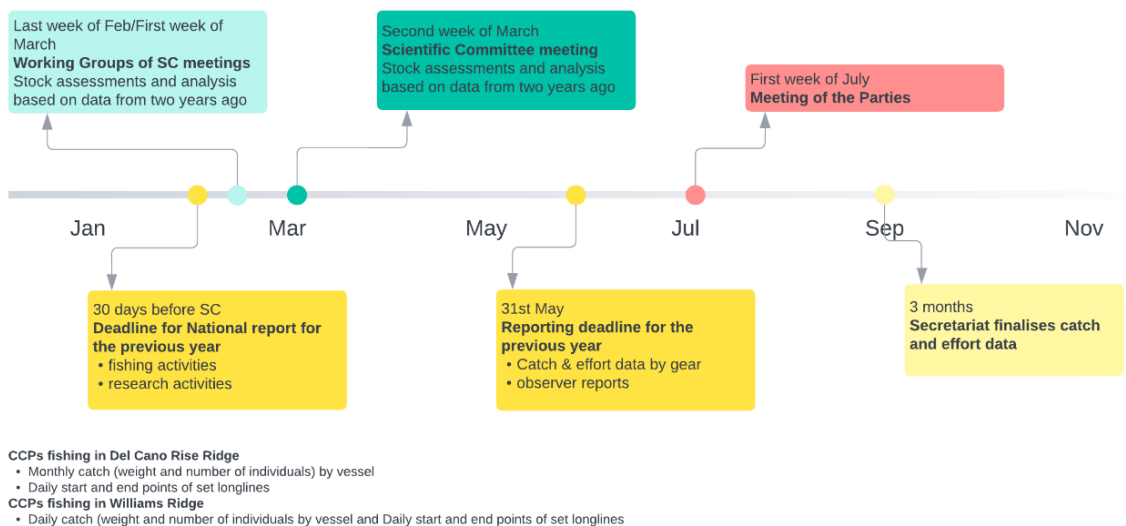 Last week of Feb/First week of
March
Working Groups of SC meetings
Stock assessments and analysis
based on data from two years ago
Second week of March
Scientific Committee meeting
Stock assessments and analysis
based on data from two years ago
First week of July
Meeting of the Parties
Jan
Mar
May
Jul
Sep
Nov
30 days before SC
Deadline for National report for
the previous year
• fishing activities
• research activities
31st May
Reporting deadline for the
previous year
• Catch & effort data by gear
• observer reports
3 months
Secretariat finalises catch
and effort data
CCPs fishing in Del Cano Rise Ridge
• Monthly catch (weight and number of individuals) by vessel
• Daily start and end points of set longlines
CCPs fishing in Williams Ridge
• Daily catch (weight and number of individuals by vessel and Daily start and end points of set longlines